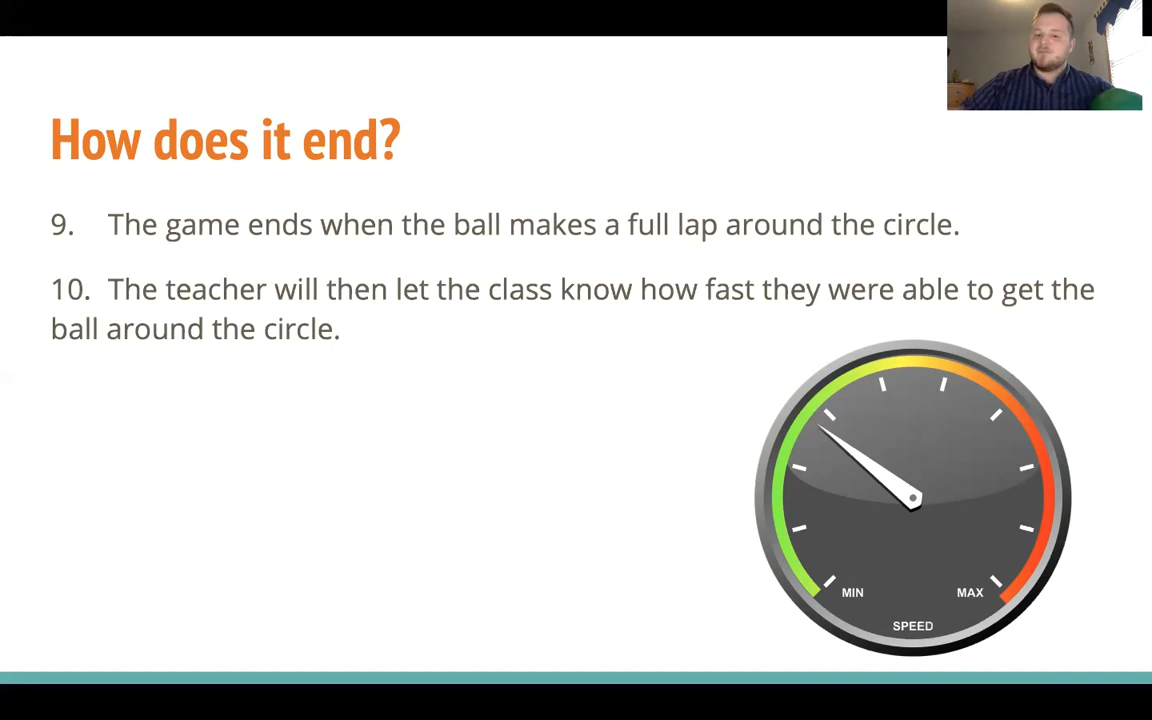 How does it end?
9. The game ends when the ball makes a full lap around the circle.
10. The teacher will then let the class know how fast they were able to get the
ball around the circle.
MIN
MAX
SPEED